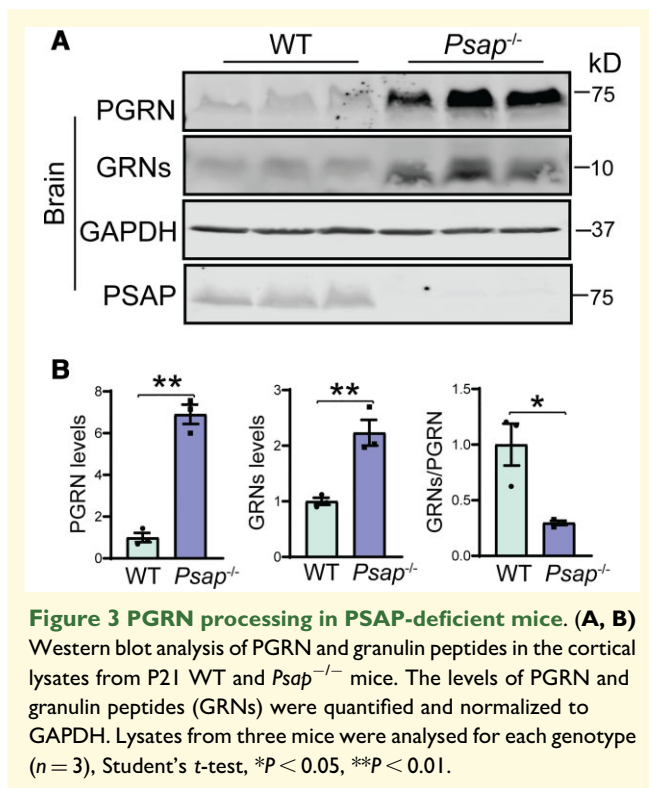 A
WT Psap-/-
kD
PGRN 75
GRNs 10
Brain
GAPDH 37
PSAP 75
B
PGRN levels
8
6
4
2
0
**
WT Psap-/-
GRNs levels
3
2
1
0
**
WT Psap-/-
GRNs/PGRN
1.5
1.0
0.5
0.0
*
WT Psap-/-
Figure 3 PGRN processing in PSAP-deficient mice. (A, B)
Western blot analysis of PGRN and granulin peptides in the cortical
lysates from P21 WT and Psap−/− mice. The levels of PGRN and
granulin peptides (GRNs) were quantified and normalized to
GAPDH. Lysates from three mice were analysed for each genotype
(n = 3), Student's t-test, *P < 0.05, **P < 0.01.